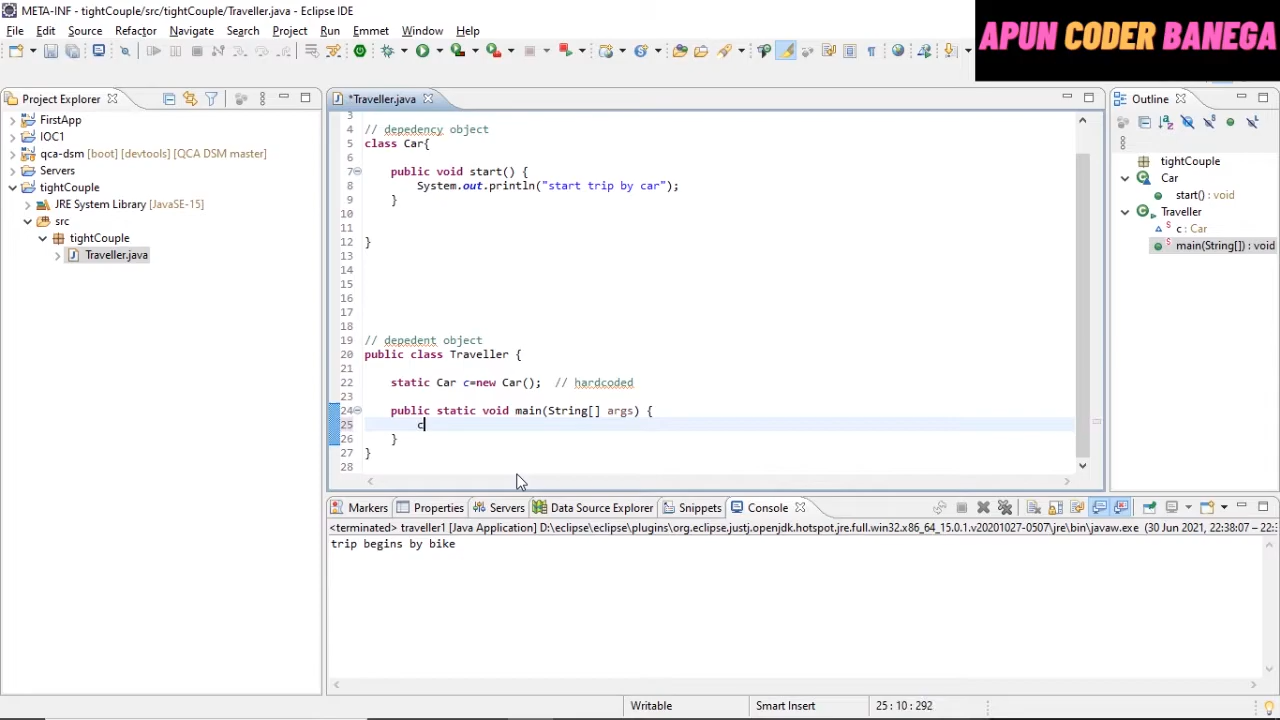 META-INF - tightCouple/src/tightCouple/Traveller.java - Eclipse IDE
APUN CODER BANEGA
File Edit Source Refactor Navigate Search Project Run Emmet Window Help
Project Explorer
FirstApp
IOC1
qca-dsm [boot] [devtools] [QCA DSM master]
Servers
tightCouple
JRE System Library [JavaSE-15]
src
tightCouple
Traveller.java
*Traveller.java
3
4 // depedency object
5 class Car{
6
7 public void start() {
8 System.out.println("start trip by car");
9 }
10
11
12 }
13
14
15
16
17
18
19 // depedent object
20 public class Traveller {
21
22 static Car c=new Car(); // hardcoded
23
24 public static void main(String[] args) {
25 c
26 }
27 }
28
Outline
tightCouple
Car
start() : void
Traveller
c : Car
main(String[]) : void
Markers Properties Servers Data Source Explorer Snippets Console
<terminated> traveller1 [Java Application] D:\eclipse\eclipse\plugins\org.eclipse.justj.openjdk.hotspot.jre.full.win32.x86_64_15.0.1.v20201027-0507\jre\bin\javaw.exe (30 Jun 2021, 22:38:07 – 22:3
trip begins by bike
Writable Smart Insert 25 : 10 : 292